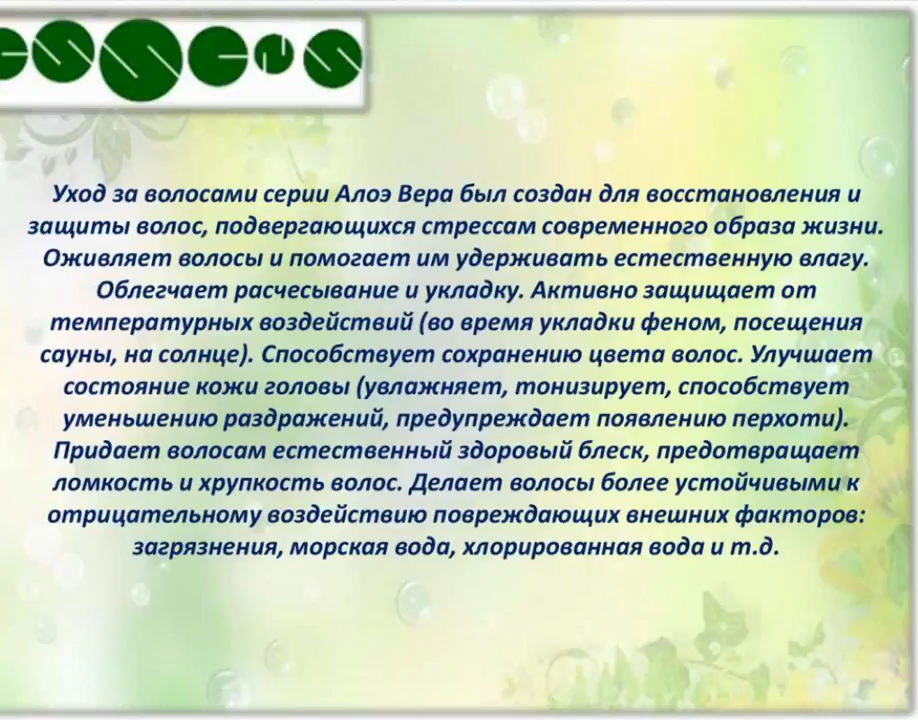 essens
Уход за волосами серии Алоэ Вера был создан для восстановления и
защиты волос, подвергающихся стрессам современного образа жизни.
Оживляет волосы и помогает им удерживать естественную влагу.
Облегчает расчесывание и укладку. Активно защищает от
температурных воздействий (во время укладки феном, посещения
сауны, на солнце). Способствует сохранению цвета волос. Улучшает
состояние кожи головы (увлажняет, тонизирует, способствует
уменьшению раздражений, предупреждает появлению перхоти).
Придает волосам естественный здоровый блеск, предотвращает
ломкость и хрупкость волос. Делает волосы более устойчивыми к
отрицательному воздействию повреждающих внешних факторов:
загрязнения, морская вода, хлорированная вода и т.д.